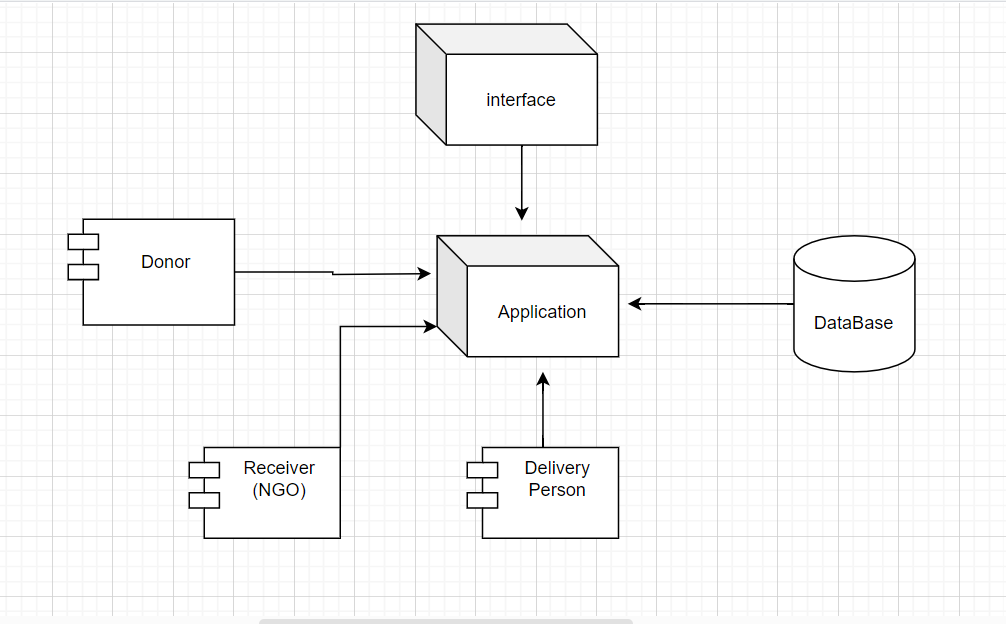 interface
Donor
Application
DataBase
Receiver
(NGO)
Delivery
Person